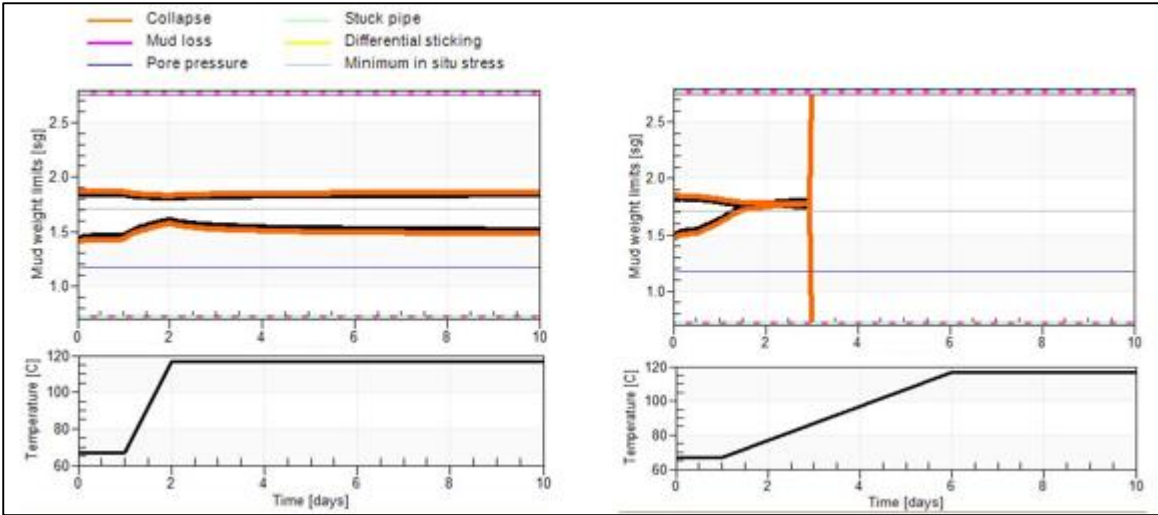 Collapse
Stuck pipe
Mud loss
Differential sticking
Pore pressure
Minimum in situ stress
Mud weight limits [sg]
2.5
2.0
1.5
1.0
0 2 4 6 8 10
Temperature [C]
120
100
80
60
0 2 4 6 8 10
Time [days]
Mud weight limits [sg]
2.5
2.0
1.5
1.0
0 2 4 6 8 10
Temperature [C]
120
100
80
60
0 2 4 6 8 10
Time [days]